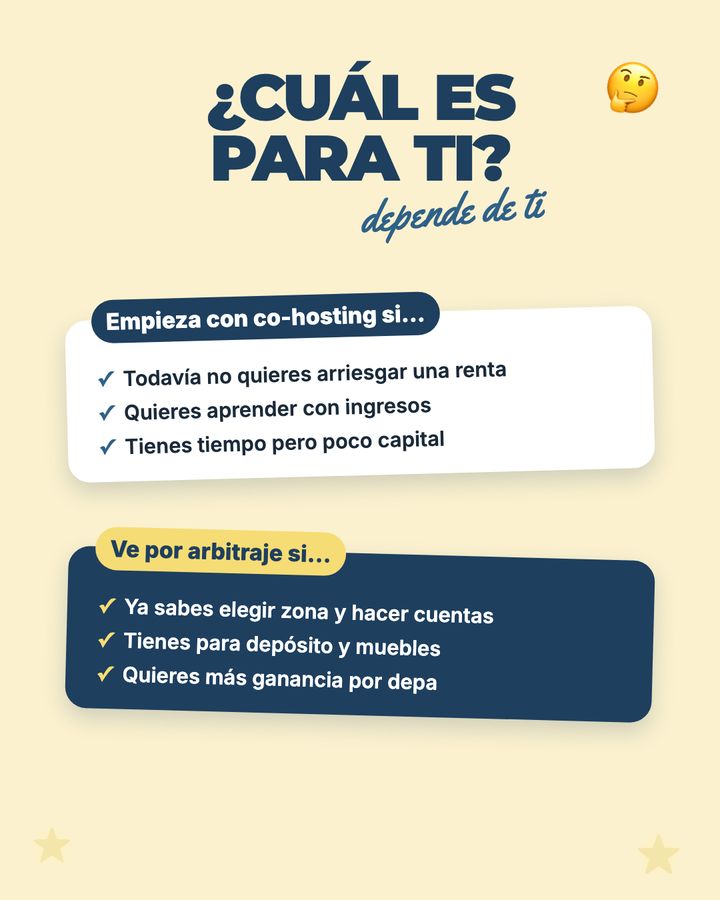 ¿CUÁL ES
PARA TI?
depende de ti
Empieza con co-hosting si...
✓ Todavía no quieres arriesgar una renta
✓ Quieres aprender con ingresos
✓ Tienes tiempo pero poco capital
Ve por arbitraje si...
✓ Ya sabes elegir zona y hacer cuentas
✓ Tienes para depósito y muebles
✓ Quieres más ganancia por depa